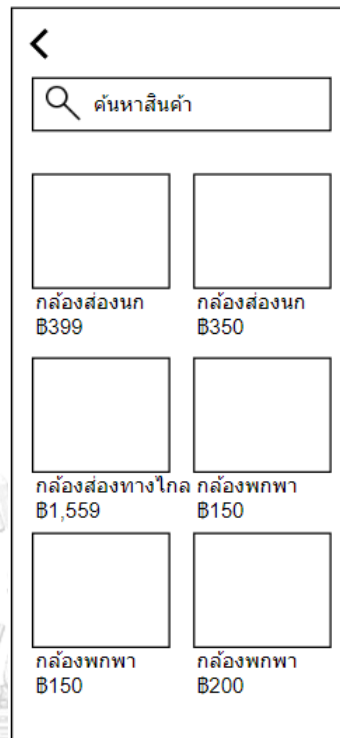 ค้นหาสินค้า
กล้องส่องนก กล้องส่องนก
฿399 ฿350
กล้องส่องทางไกล กล้องพกพา
฿1,559 ฿150
กล้องพกพา กล้องพกพา
฿150 ฿200